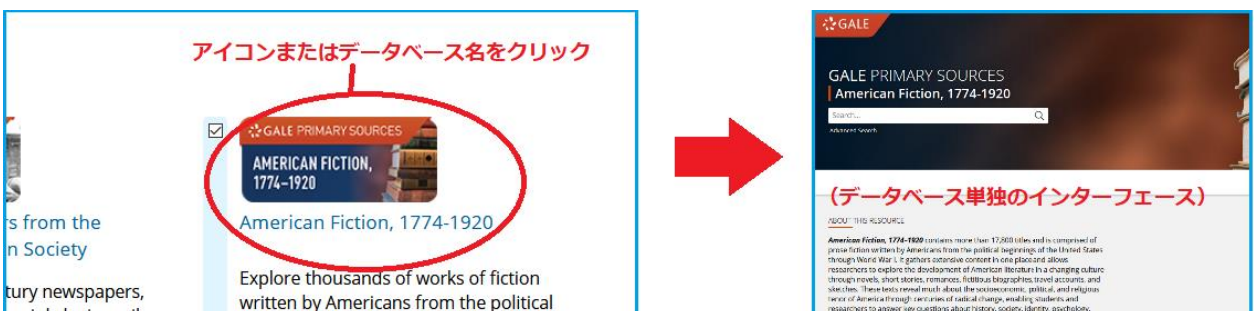 アイコンまたはデータベース名をクリック
GALE PRIMARY SOURCES
AMERICAN FICTION,
1774–1920
American Fiction, 1774-1920
Explore thousands of works of fiction
written by Americans from the political
s from the
n Society
tury newspapers,
GALE
GALE PRIMARY SOURCES
American Fiction, 1774-1920
Search...
Advanced Search
（データベース単独のインターフェース）
ABOUT THIS RESOURCE
American Fiction, 1774–1920 contains more than 17,800 titles and is comprised of
prose fiction written by Americans from the political beginnings of the United States
through World War I. It gathers extensive content in one place and allows
researchers to explore the development of American literature in a changing culture
through novels, short stories, romances, fictitious biographies, travel accounts, and
sketches. These texts reveal much about the socioeconomic, political, and religious
tenor of America through centuries of radical change, enabling students and
researchers to answer key questions about history, society, identity, psychology,